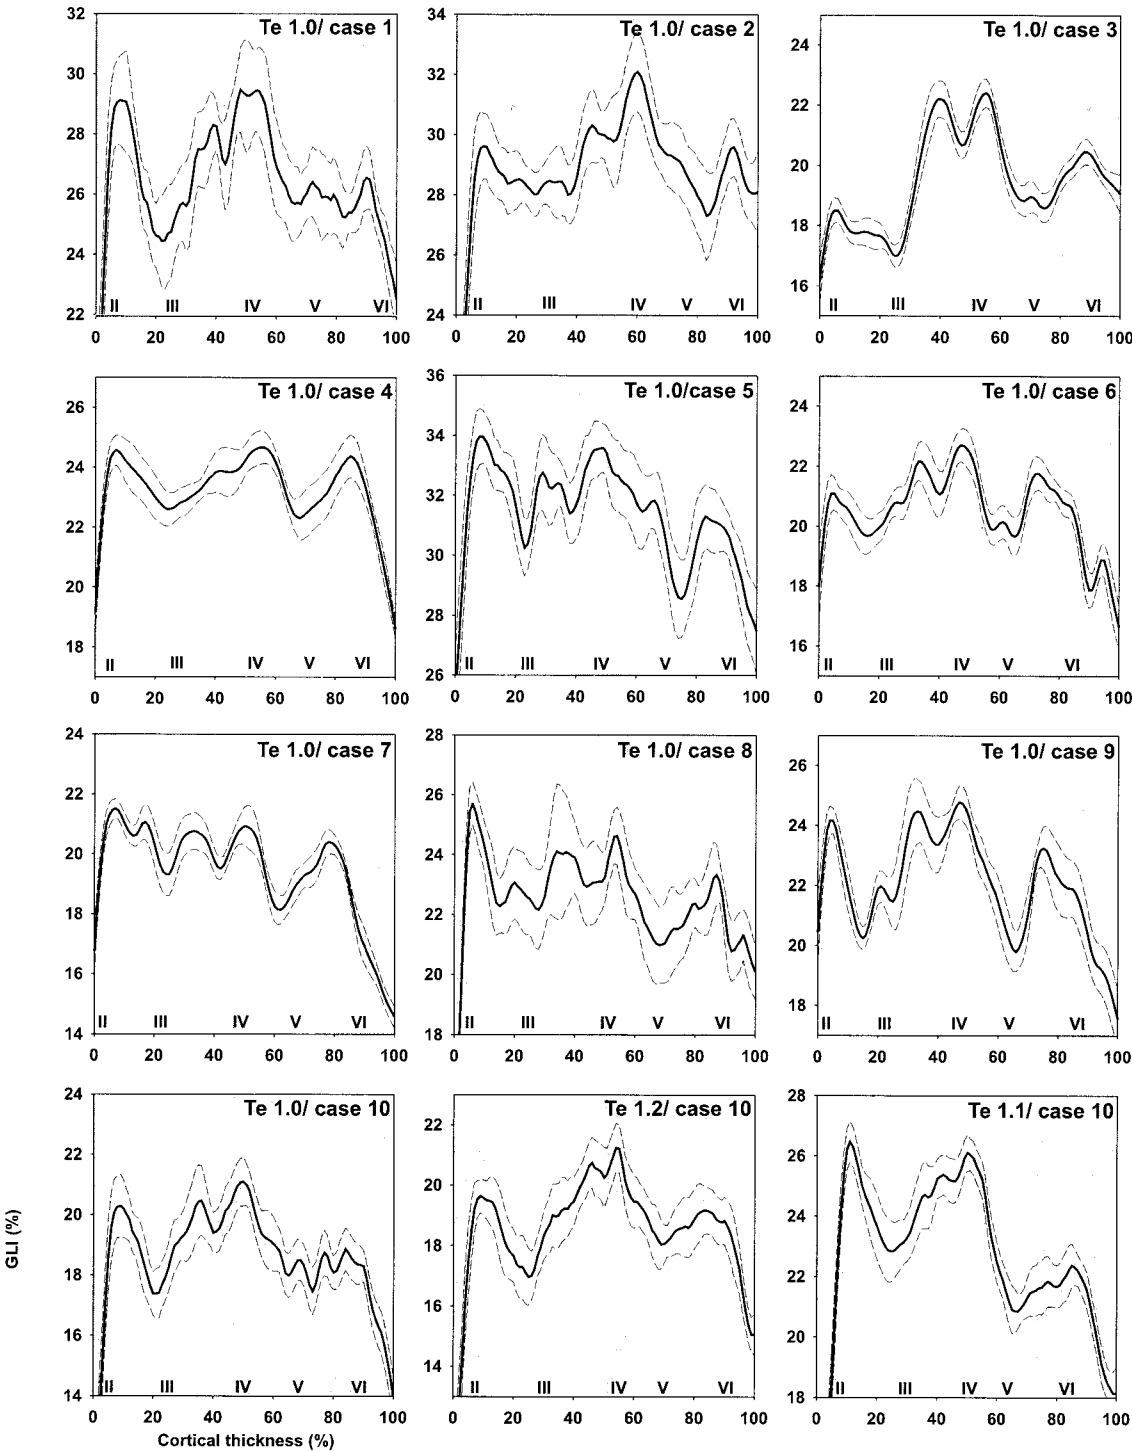 Te 1.0/ case 1
32
30
28
26
24
22
II III IV V VI
0 20 40 60 80 100
Te 1.0/ case 2
34
32
30
28
26
24
II III IV V VI
0 20 40 60 80 100
Te 1.0/ case 3
24
22
20
18
16
II III IV V VI
0 20 40 60 80 100
Te 1.0/ case 4
26
24
22
20
18
II III IV V VI
0 20 40 60 80 100
Te 1.0/case 5
36
34
32
30
28
26
II III IV V VI
0 20 40 60 80 100
Te 1.0/ case 6
24
22
20
18
16
II III IV V VI
0 20 40 60 80 100
Te 1.0/ case 7
24
22
20
18
16
14
II III IV V VI
0 20 40 60 80 100
Te 1.0/ case 8
28
26
24
22
20
18
II III IV V VI
0 20 40 60 80 100
Te 1.0/ case 9
26
24
22
20
18
II III IV V VI
0 20 40 60 80 100
Te 1.0/ case 10
24
22
20
18
16
14
II III IV V VI
0 20 40 60 80 100
GLI (%)
Cortical thickness (%)
Te 1.2/ case 10
22
20
18
16
14
II III IV V VI
0 20 40 60 80 100
Te 1.1/ case 10
28
26
24
22
20
18
II III IV V VI
0 20 40 60 80 100